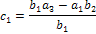 c₁ = (b₁a₃ − a₁b₂) / b₁